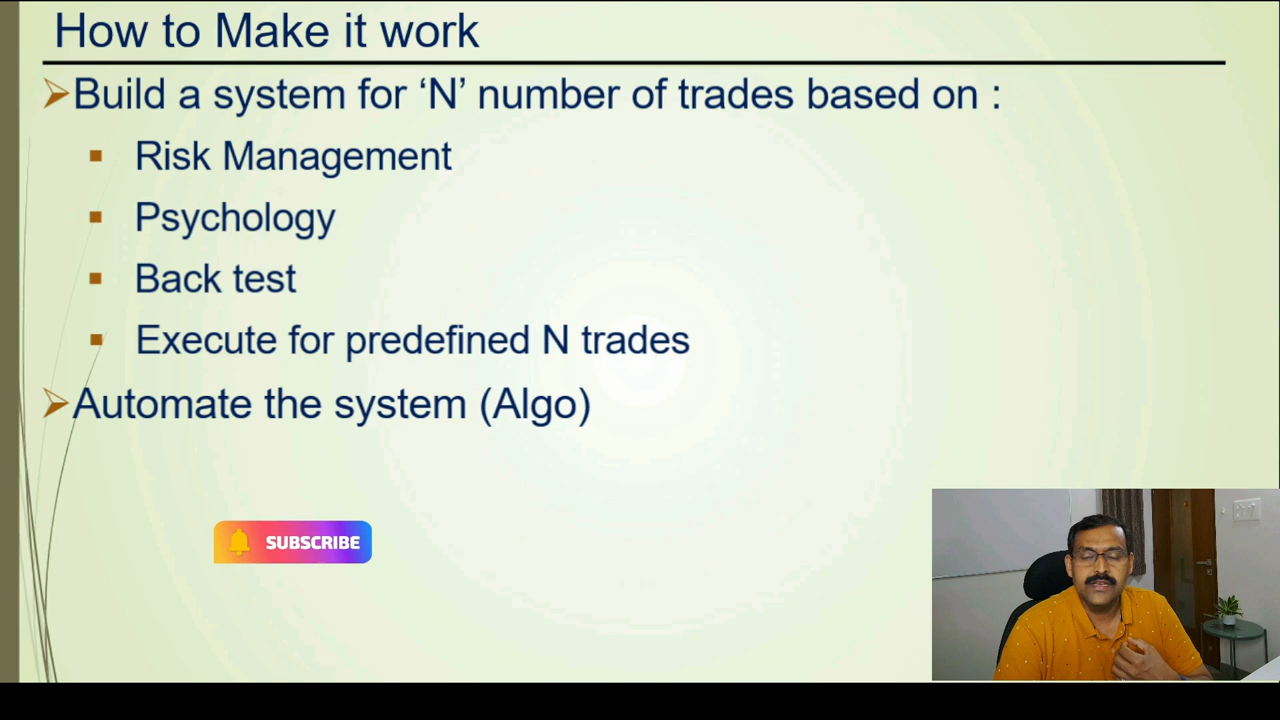 How to Make it work
Build a system for ‘N’ number of trades based on :
Risk Management
Psychology
Back test
Execute for predefined N trades
Automate the system (Algo)
SUBSCRIBE